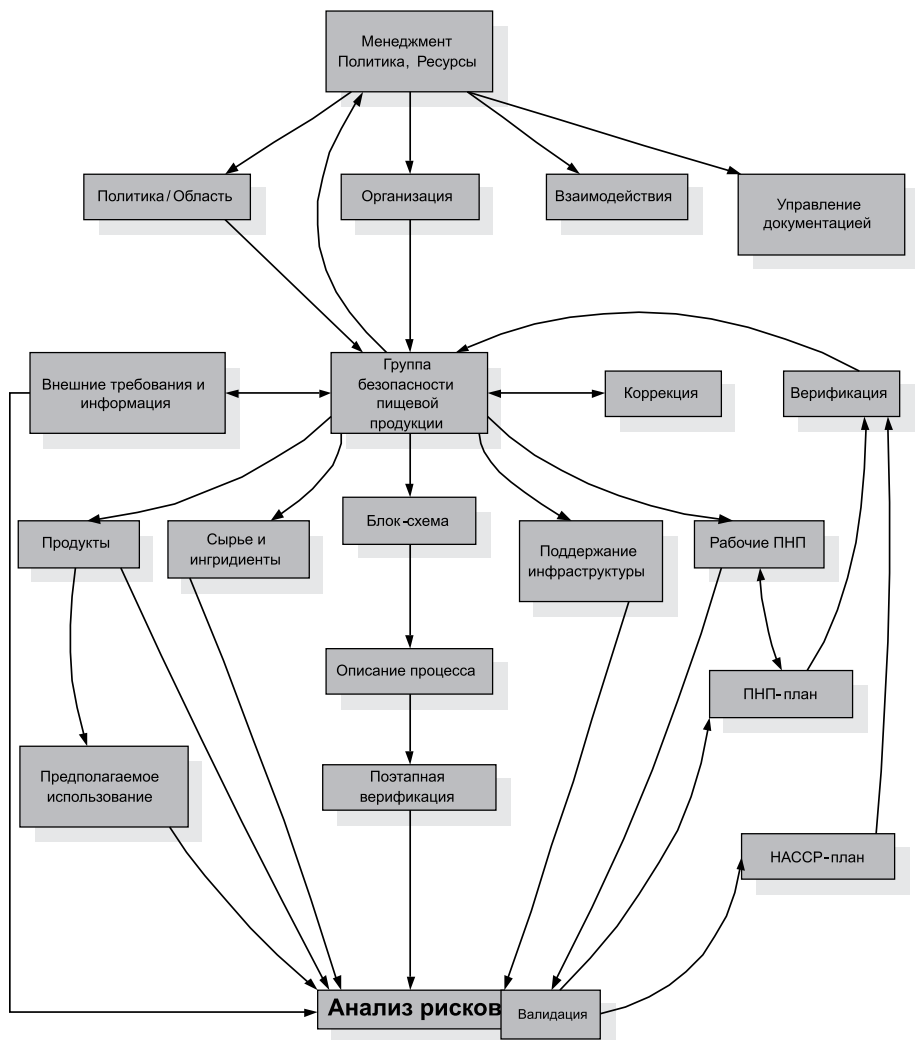 Менеджмент
Политика, Ресурсы
Политика / Область
Организация
Взаимодействия
Управление
документацией
Внешние требования и
информация
Группа
безопасности
пищевой
продукции
Коррекция
Верификация
Продукты
Сырье и
ингридиенты
Блок-схема
Поддержание
инфраструктуры
Рабочие ПНП
Описание процесса
ПНП-план
Предполагаемое
использование
Поэтапная
верификация
НАССР-план
Анализ рисков
Валидация